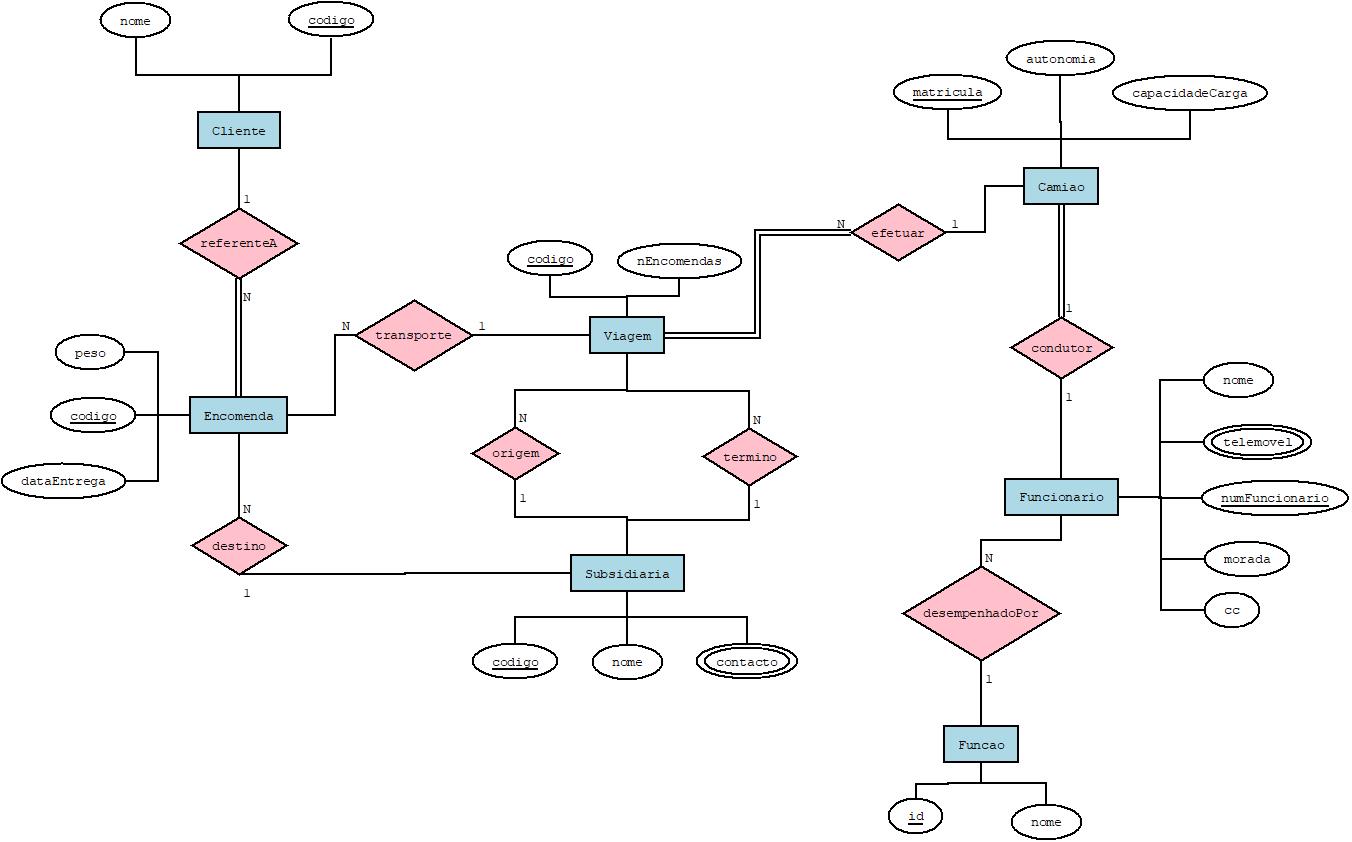 nome
codigo
autonomia
matricula
capacidadeCarga
Cliente
Camiao
1
referenteA
N
1
efetuar
N
codigo
nEncomendas
1
N
transporte
1
Viagem
condutor
peso
nome
1
codigo
Encomenda
N
N
telemovel
origem
termino
dataEntrega
Funcionario
numFuncionario
1
1
N
destino
1
N
morada
Subsidiaria
cc
desempenhadoPor
codigo
nome
contacto
1
Funcao
id
nome